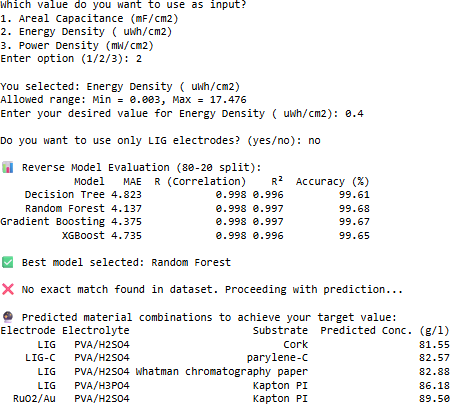 Which value do you want to use as input?
1. Areal Capacitance (mF/cm2)
2. Energy Density ( uWh/cm2)
3. Power Density (mW/cm2)
Enter option (1/2/3): 2
You selected: Energy Density ( uWh/cm2)
Allowed range: Min = 0.003, Max = 17.476
Enter your desired value for Energy Density ( uWh/cm2): 0.4
Do you want to use only LIG electrodes? (yes/no): no
📊 Reverse Model Evaluation (80-20 split):
Model MAE R (Correlation) R² Accuracy (%)
Decision Tree 4.823 0.998 0.996 99.61
Random Forest 4.137 0.998 0.997 99.68
Gradient Boosting 4.375 0.998 0.997 99.67
XGBoost 4.735 0.998 0.996 99.65
✅ Best model selected: Random Forest
❌ No exact match found in dataset. Proceeding with prediction...
🔮 Predicted material combinations to achieve your target value:
Electrode Electrolyte Substrate Predicted Conc. (g/l)
LIG PVA/H2SO4 Cork 81.55
LIG-C PVA/H2SO4 parylene-C 82.57
LIG PVA/H2SO4 Whatman chromatography paper 82.88
LIG PVA/H3PO4 Kapton PI 86.18
RuO2/Au PVA/H2SO4 Kapton PI 89.50